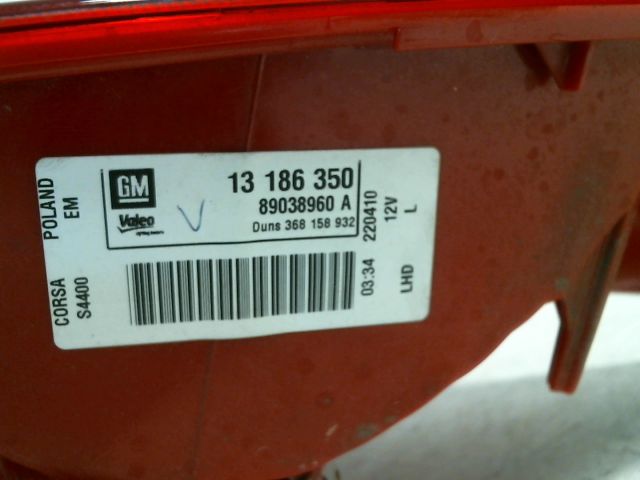 GM
Valeo
13 186 350
89038960 A
Duns 368 158 932
V
CORSA POLAND
S4400 EM
03:34 220410
12V
LHD L